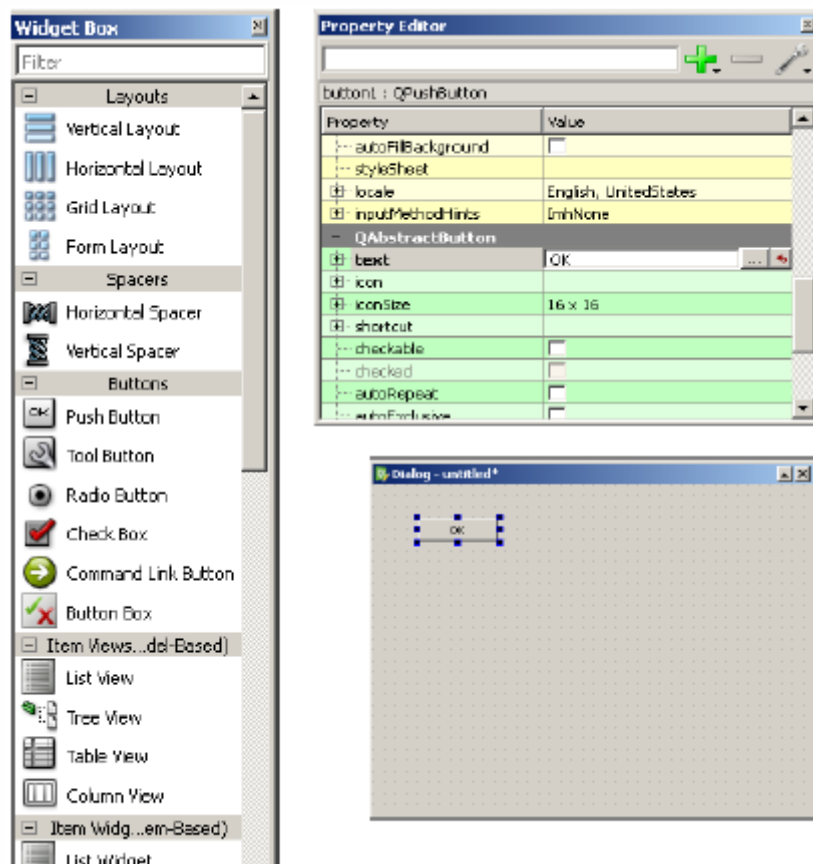 Widget Box
Filter
Layouts
Vertical Layout
Horizontal Layout
Grid Layout
Form Layout
Spacers
Horizontal Spacer
Vertical Spacer
Buttons
OK
Push Button
Tool Button
Radio Button
Check Box
Command Link Button
Button Box
Item Views...del-Based)
List View
Tree View
Table View
Column View
Item Widg...em-Based)
List Widget
Property Editor
button1 : QPushButton
Property Value
autoFillBackground
styleSheet
locale English, UnitedStates
inputMethodHints ImhNone
QAbstractButton
text OK ...
icon
iconSize 16 x 16
shortcut
checkable
checked
autoRepeat
autoExclusive
Dialog - untitled*
OK